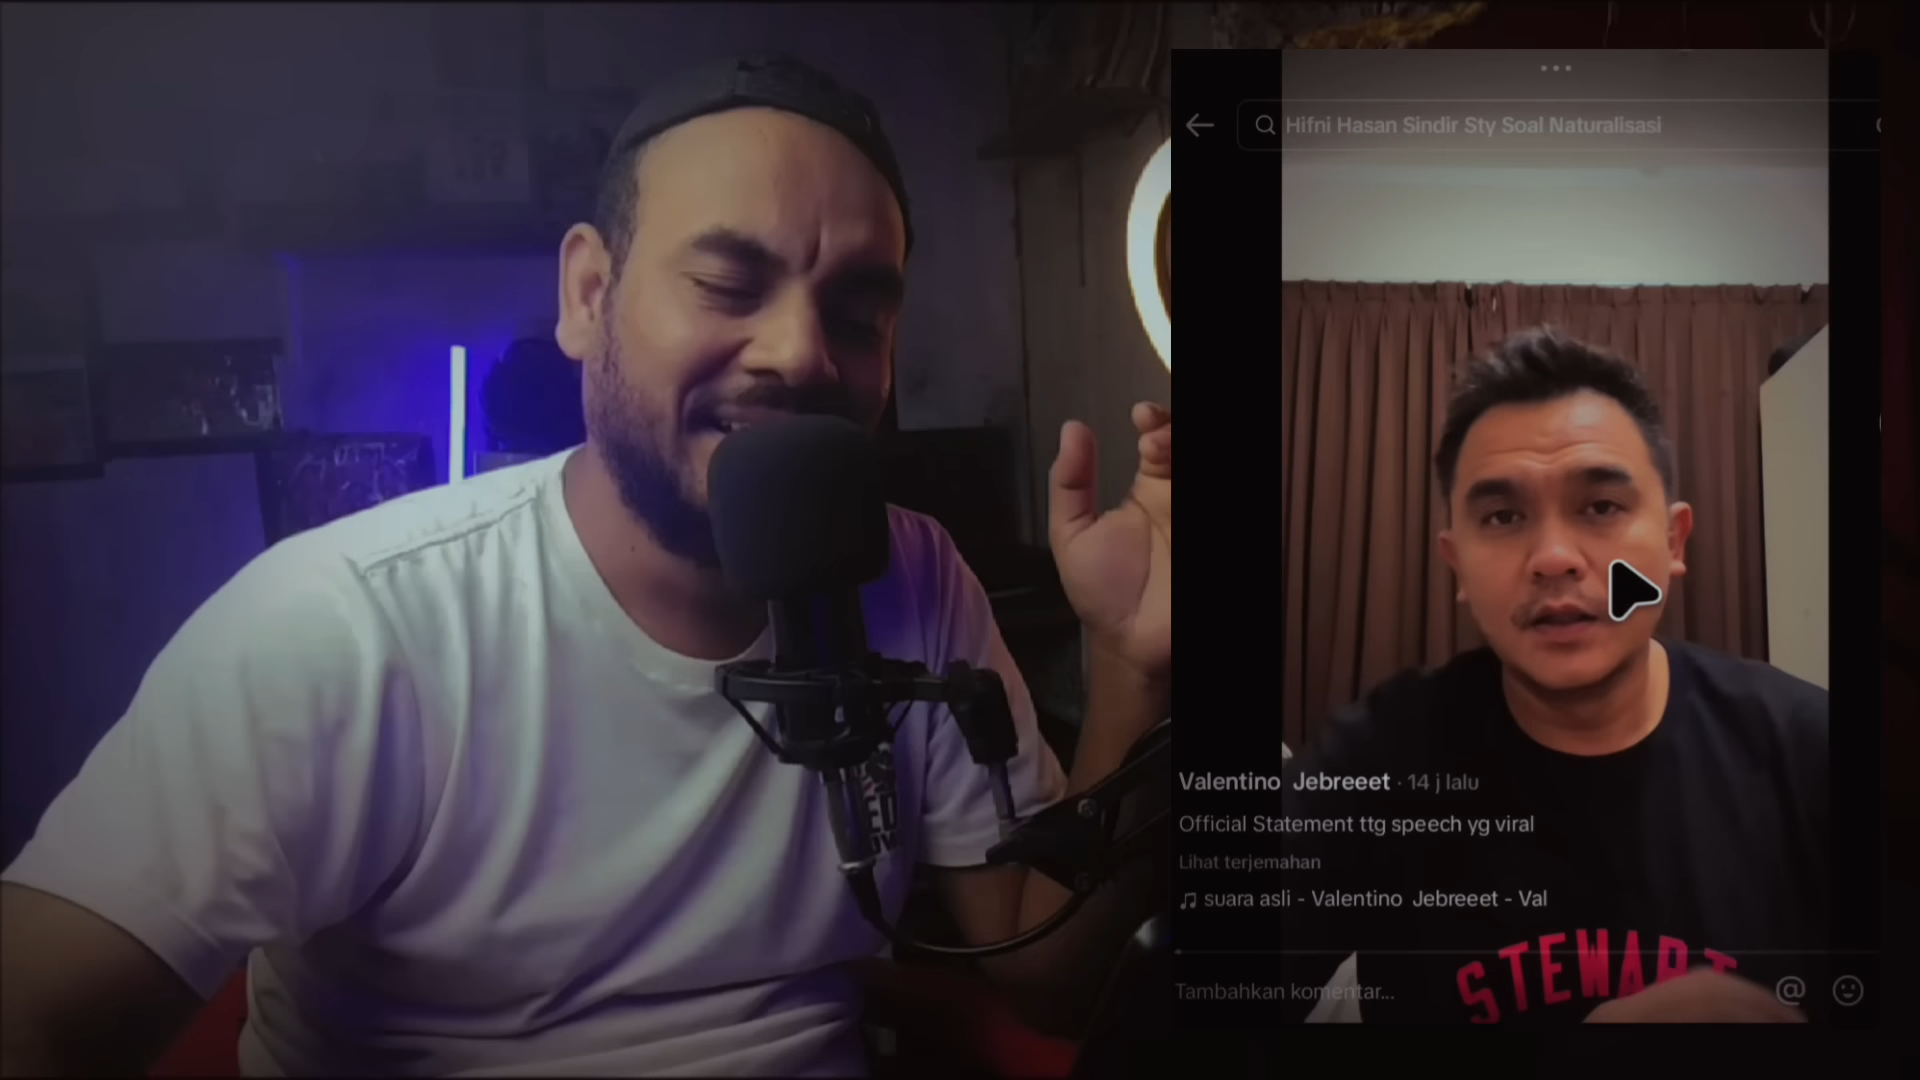 Hifni Hasan Sindir Sty Soal Naturalisasi
Valentino Jebreeet · 14 j lalu
Official Statement ttg speech yg viral
Lihat terjemahan
suara asli - Valentino Jebreeet - Val
STEWART
Tambahkan komentar...